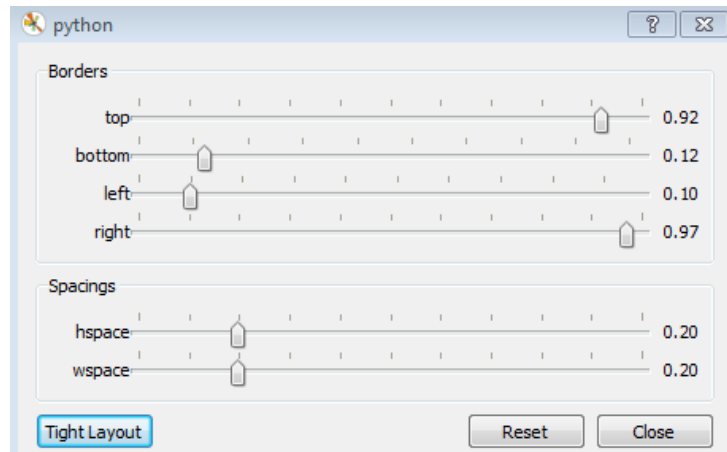 python
Borders
top 0.92
bottom 0.12
left 0.10
right 0.97
Spacings
hspace 0.20
wspace 0.20
Tight Layout Reset Close